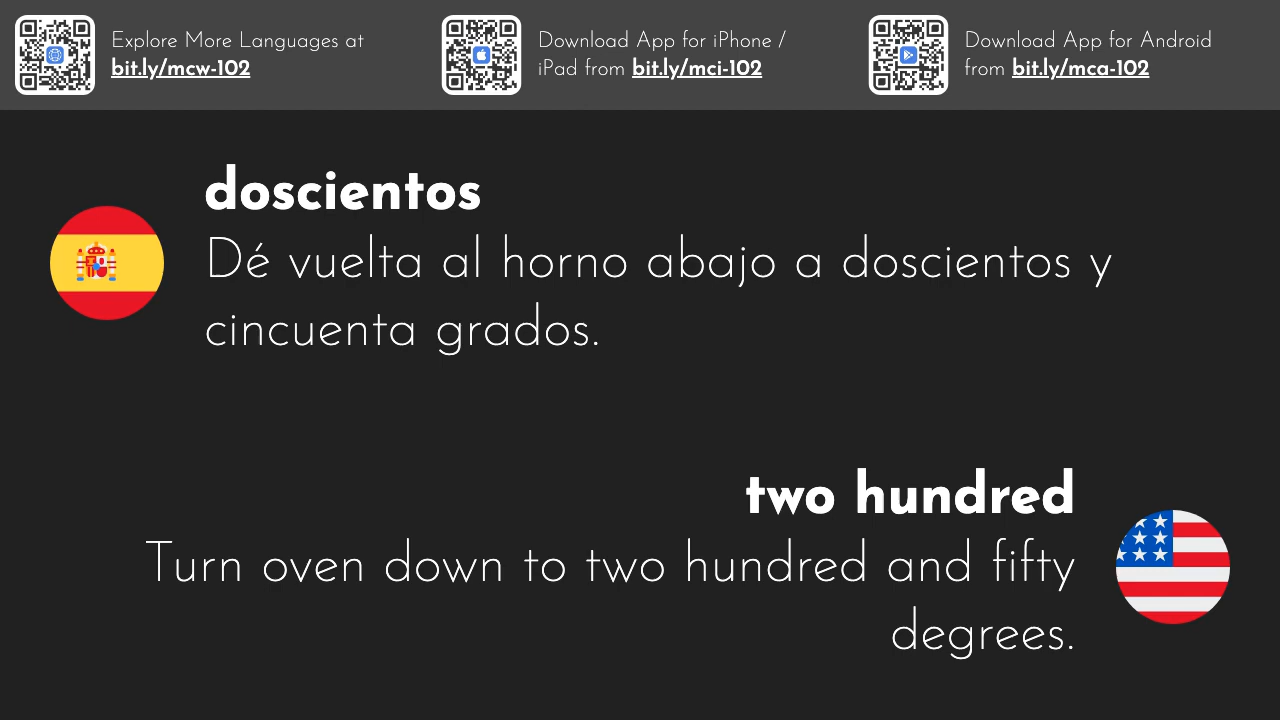 Explore More Languages at
bit.ly/mcw-102
Download App for iPhone /
iPad from bit.ly/mci-102
Download App for Android
from bit.ly/mca-102
doscientos
Dé vuelta al horno abajo a doscientos y
cincuenta grados.
two hundred
Turn oven down to two hundred and fifty
degrees.